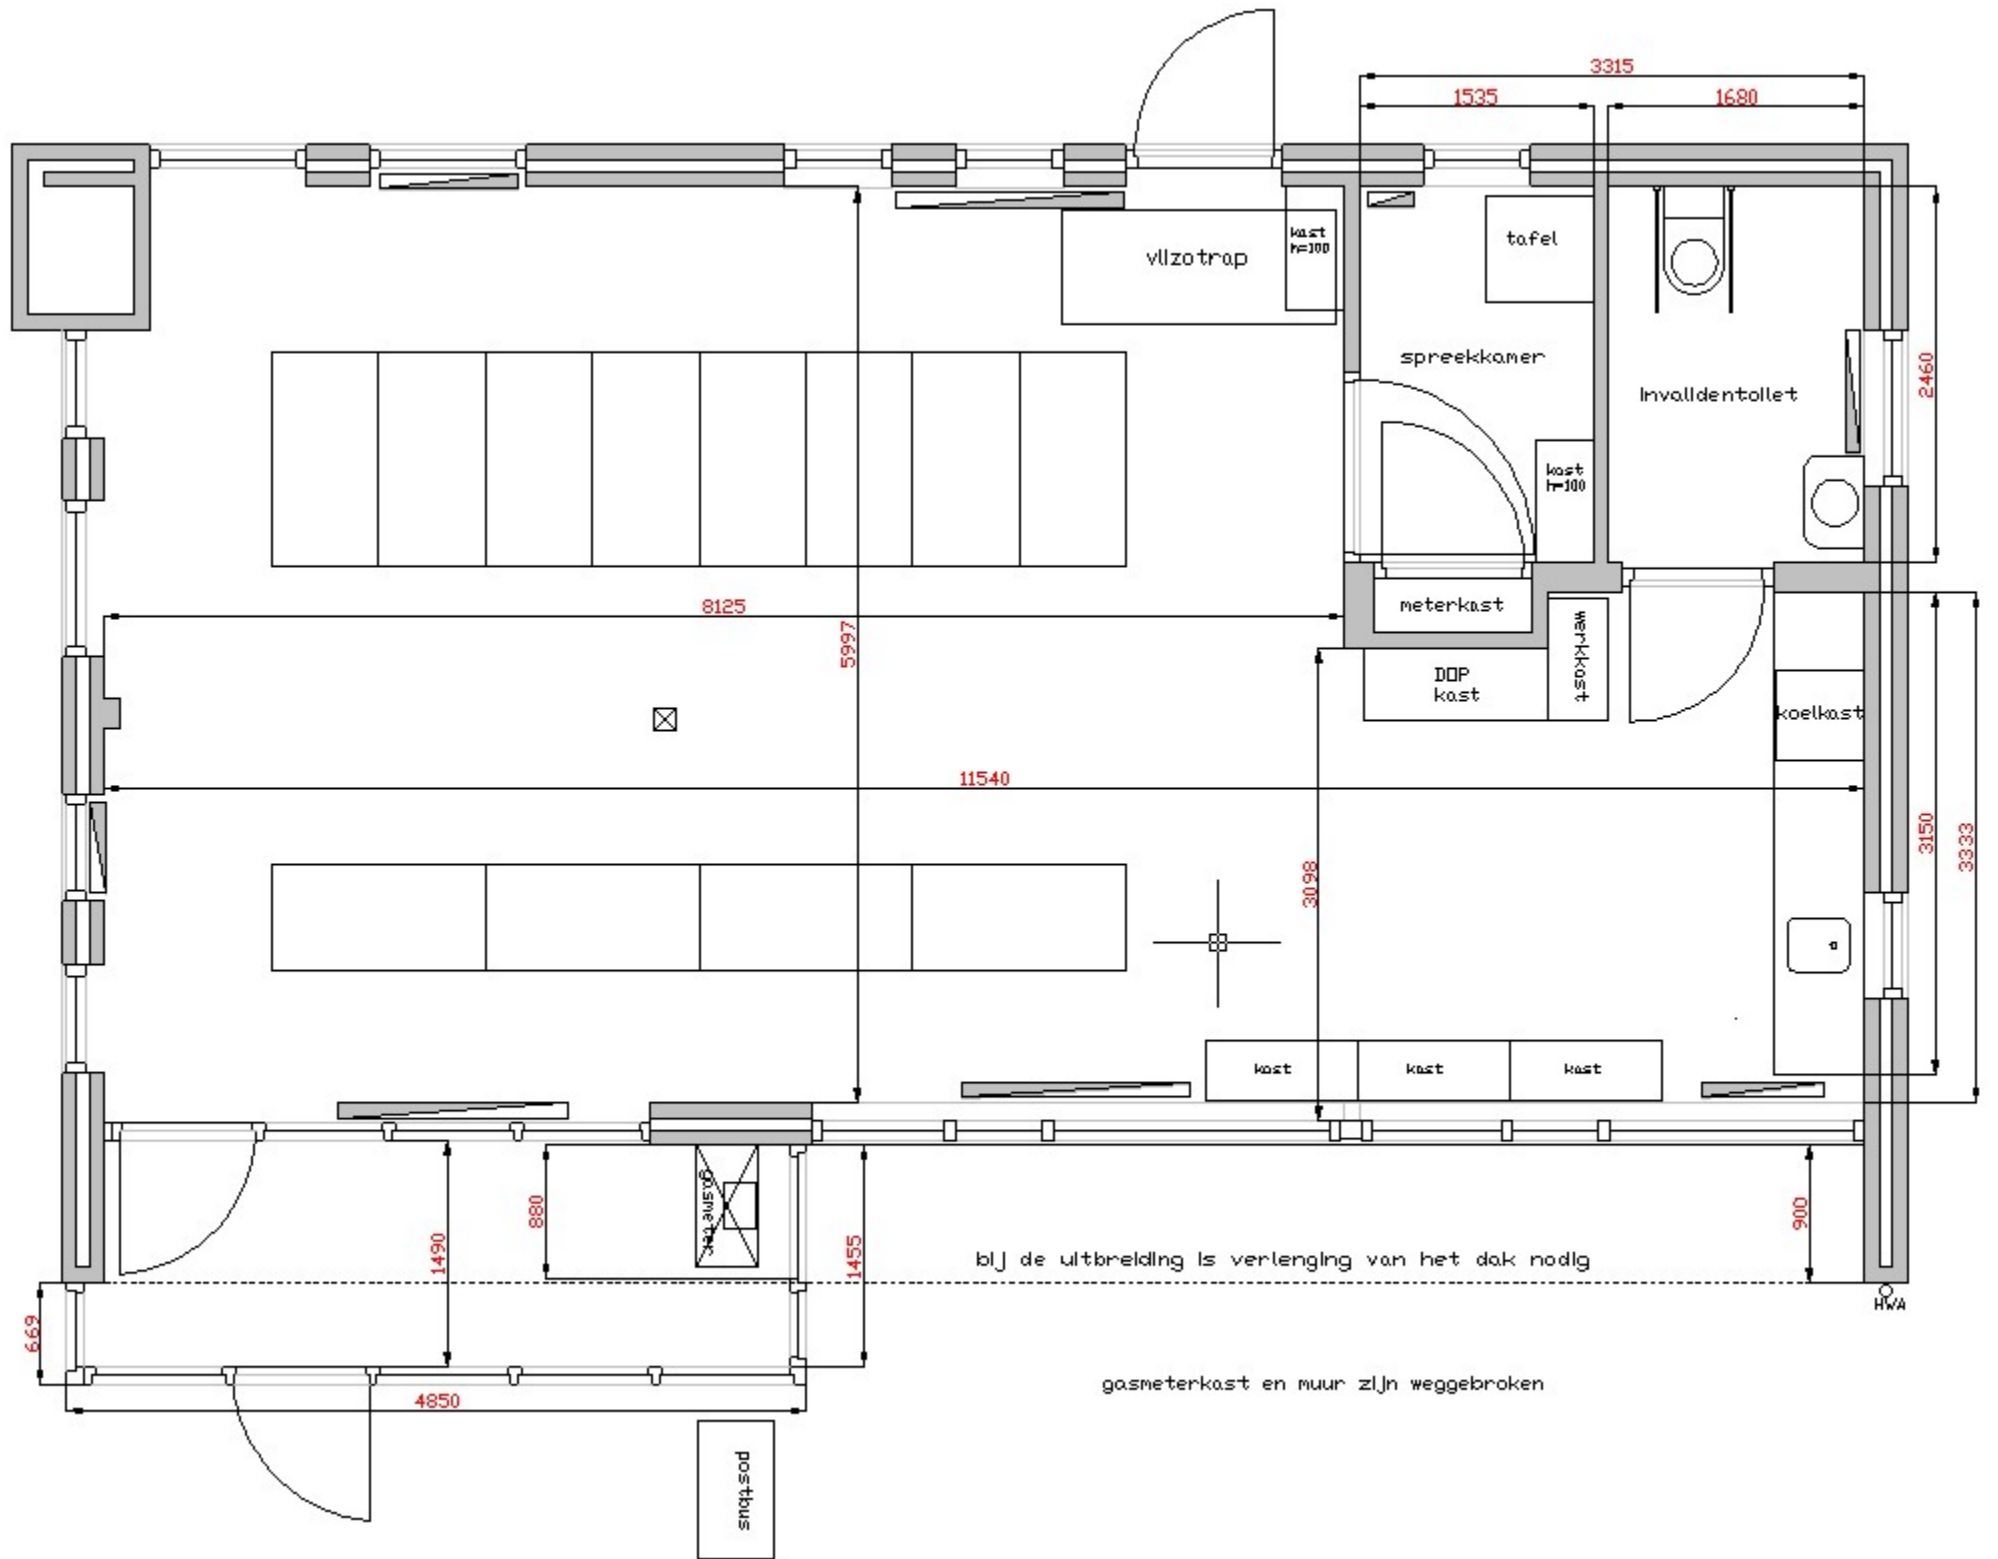 3315
1535
1680
kast
h=100
vlizotrap
tafel
spreekkamer
invalidentoilet
2460
kast
h=100
8125
5997
meterkast
werkkast
DOP
kast
koelkast
11540
3150
3333
3098
kast
kast
kast
880
gasmeter
1490
1455
900
bij de uitbreiding is verlenging van het dak nodig
HWA
669
gasmeterkast en muur zijn weggebroken
4850
postbus